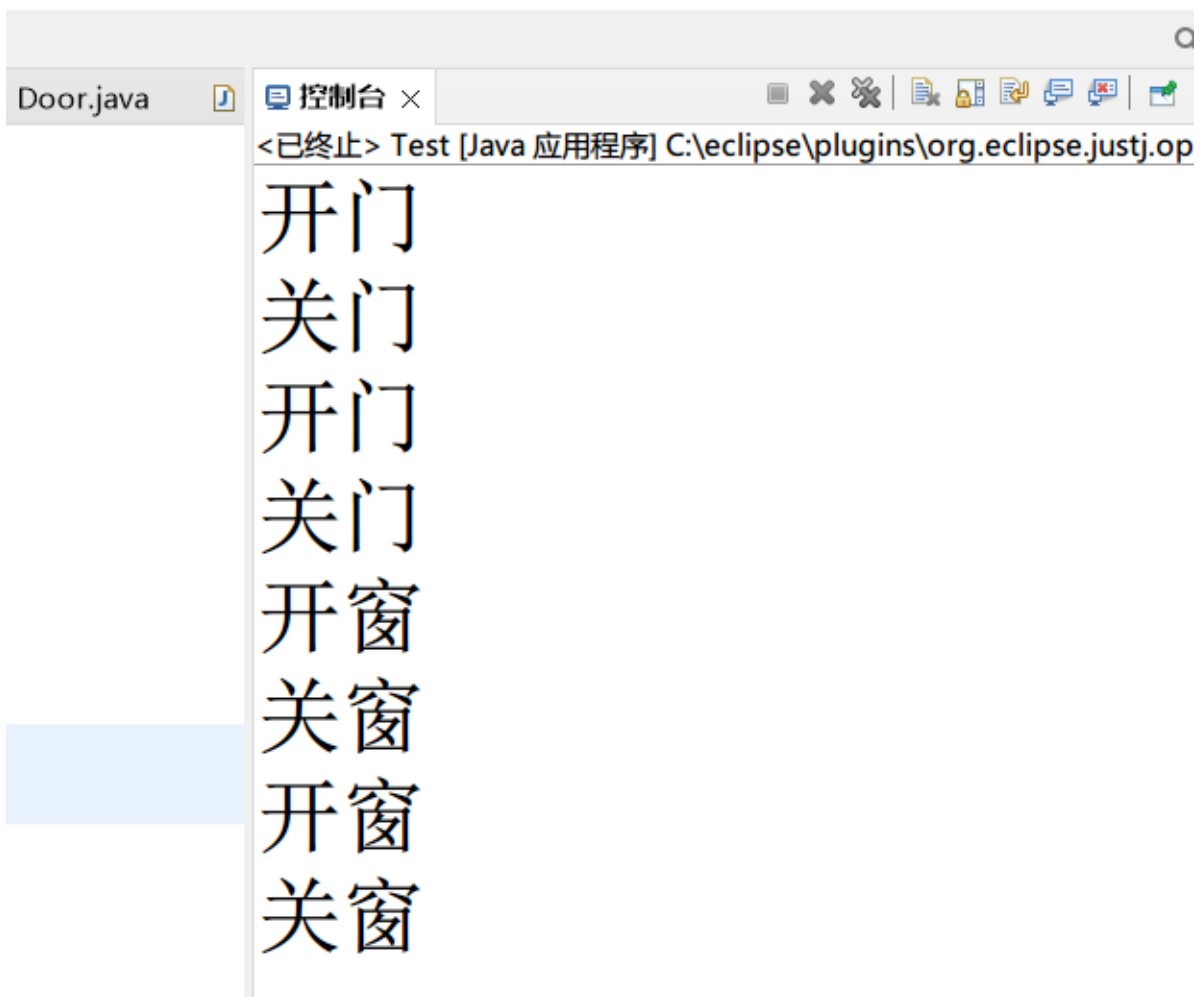 Door.java
控制台
<已终止> Test [Java 应用程序] C:\eclipse\plugins\org.eclipse.justj.op
开门
关门
开门
关门
开窗
关窗
开窗
关窗